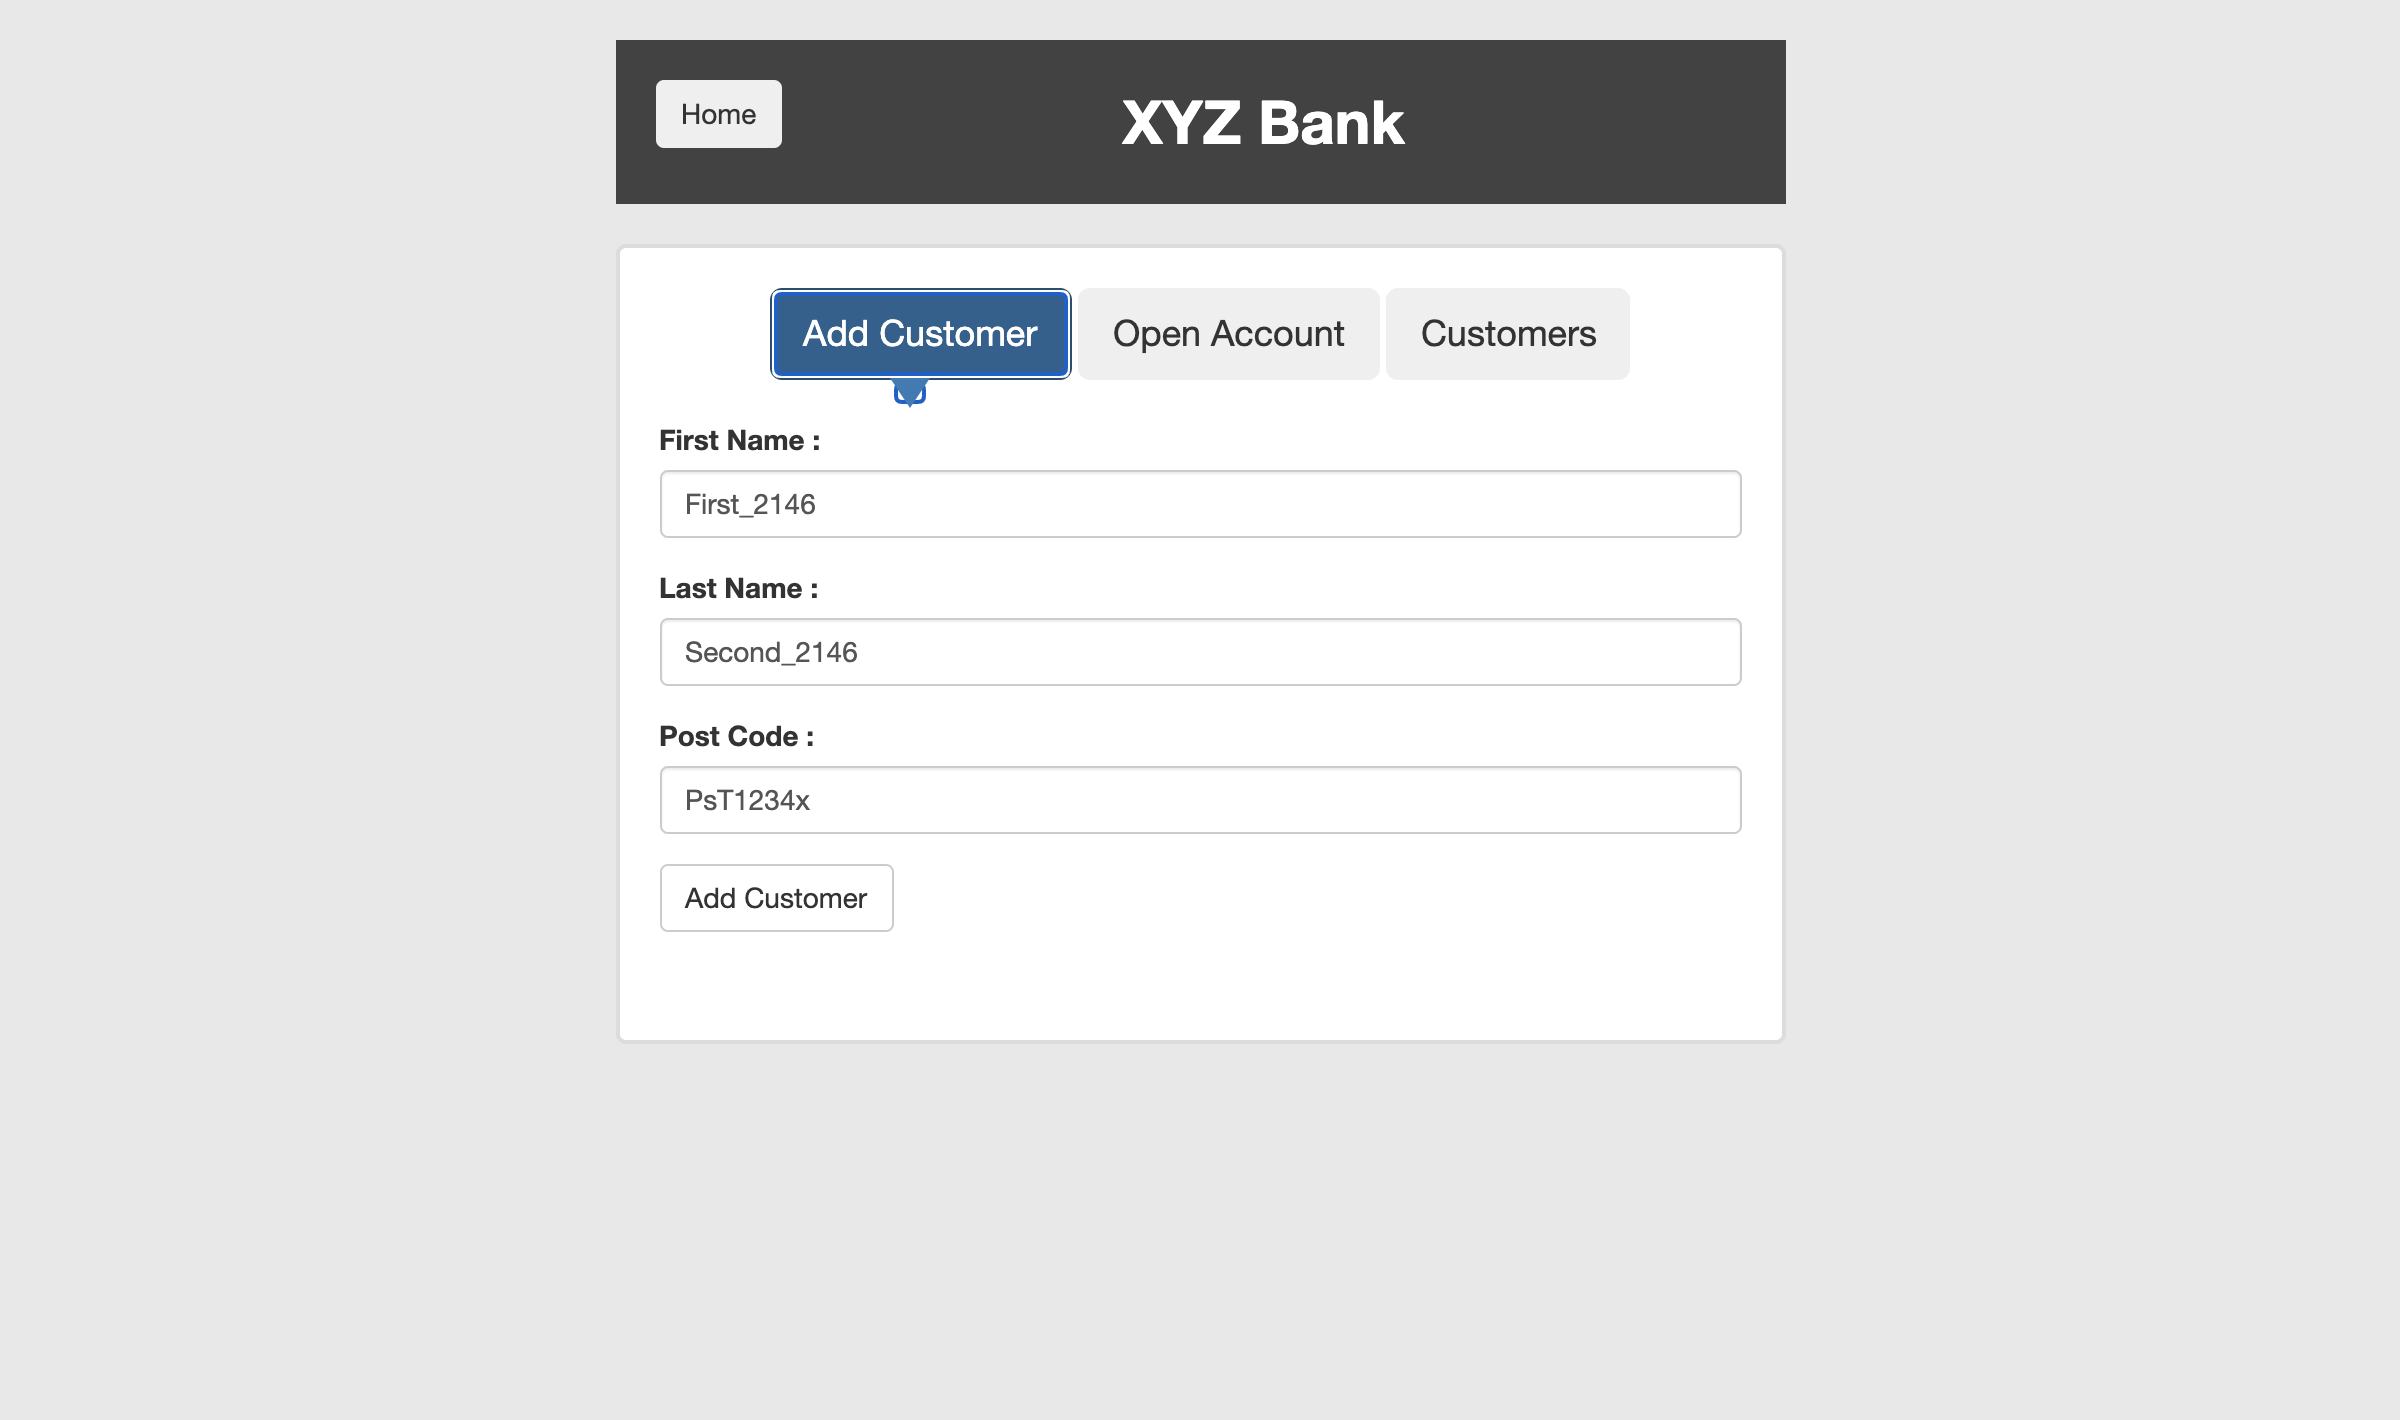 Home
XYZ Bank
Add Customer Open Account Customers
First Name :
First_2146
Last Name :
Second_2146
Post Code :
PsT1234x
Add Customer